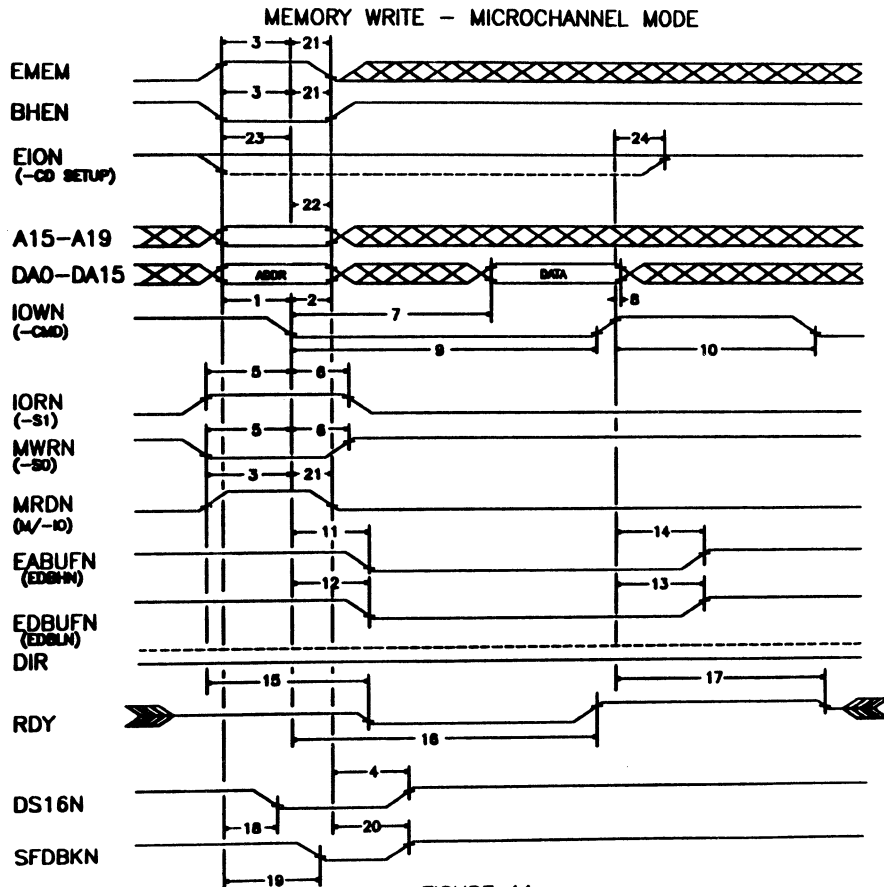 MEMORY WRITE - MICROCHANNEL MODE
3 21
EMEM
3 21
BHEN
23 24
EION
(-CD SETUP)
22
A15-A19
DA0-DA15 ADDR DATA
1 2 7 8
IOWN
(-CMD)
9 10
5 6
IORN
(-S1)
5 6
MWRN
(-S0)
3 21
MRDN
(M/-IO)
11 14
EABUFN
(EDBHN)
12 13
EDBUFN
(EDBLN)
DIR
15 17
RDY
16
4
DS16N
18 20
SFDBKN
19